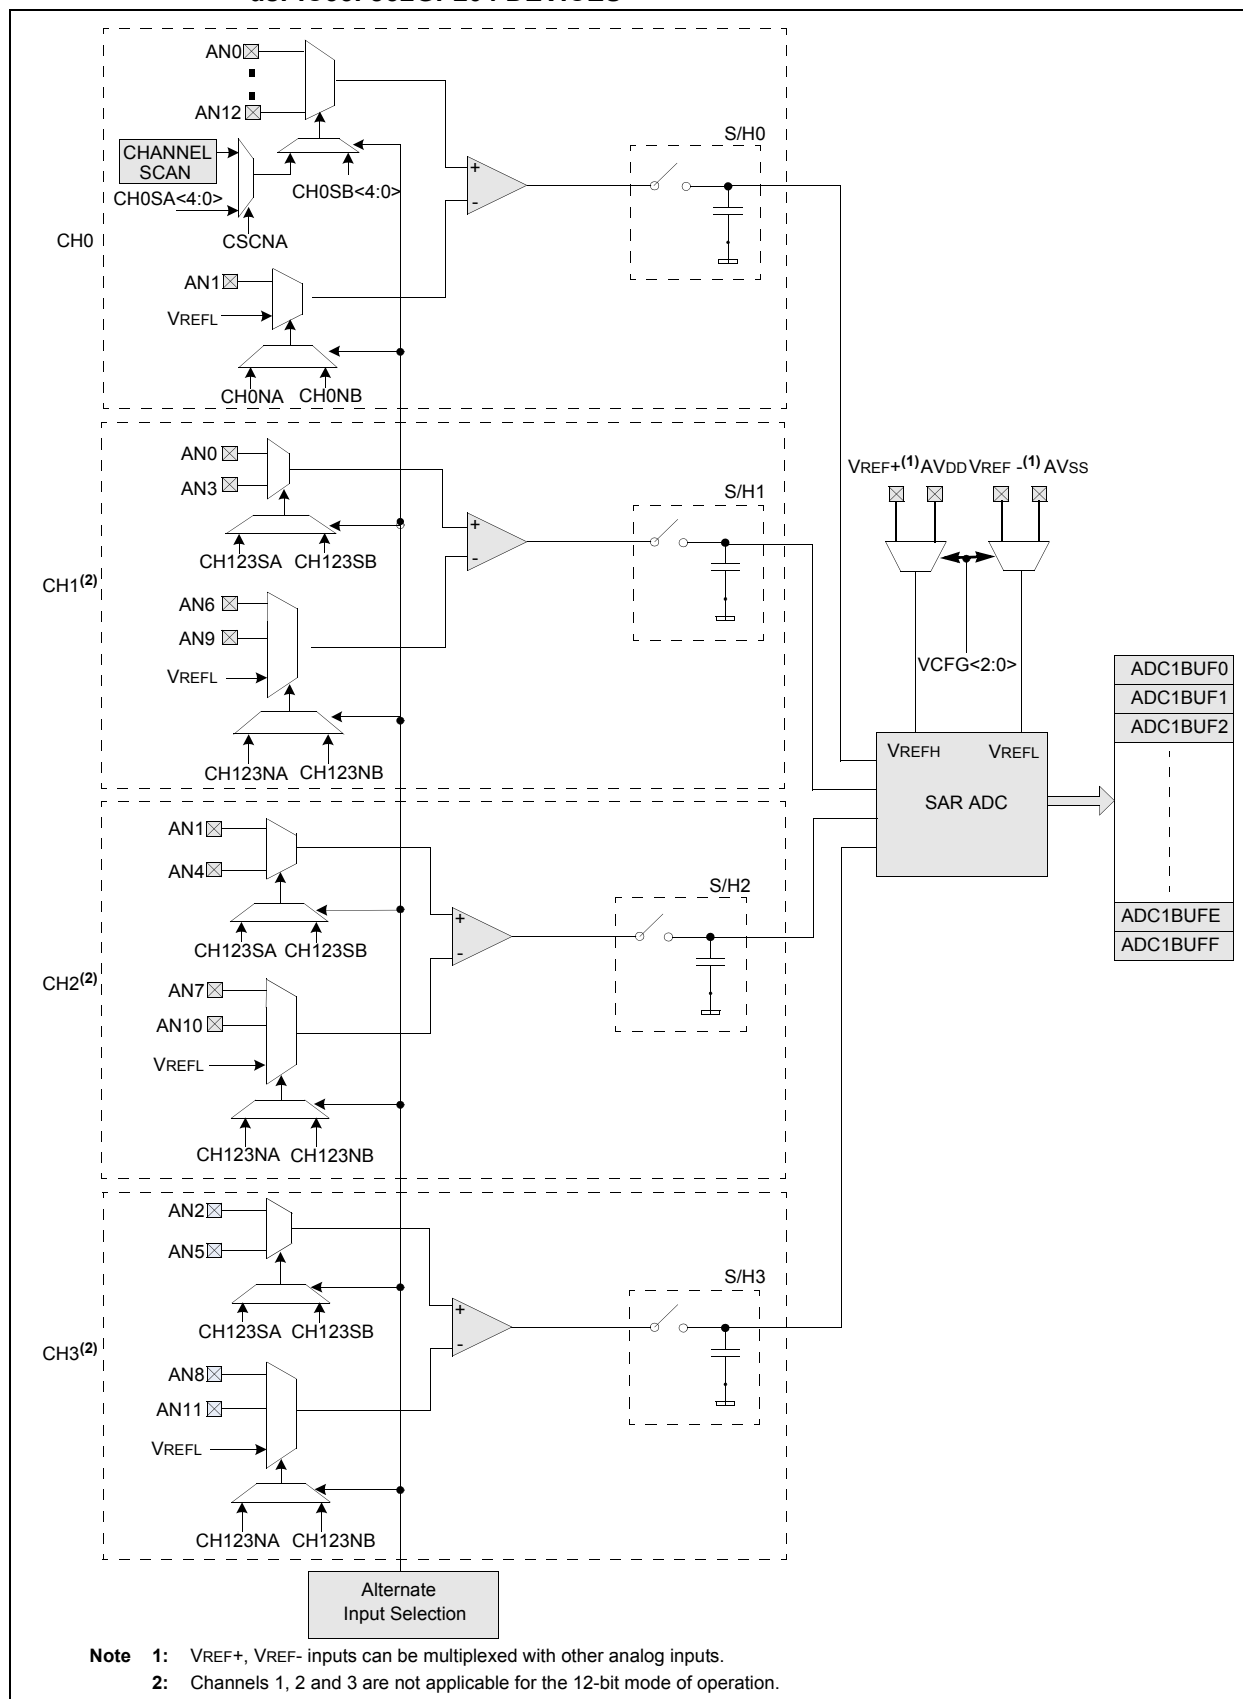 AN0
AN12
CHANNEL
SCAN
CH0SA<4:0>
CH0SB<4:0>
CSCNA
S/H0
+
-
CH0
AN1
VREFL
CH0NA CH0NB
AN0
AN3
CH123SA CH123SB
S/H1
+
-
CH1(2)
AN6
AN9
VREFL
CH123NA CH123NB
VREF+(1) AVDD VREF -(1) AVSS
VCFG<2:0>
VREFH VREFL
SAR ADC
ADC1BUF0
ADC1BUF1
ADC1BUF2
ADC1BUFE
ADC1BUFF
AN1
AN4
CH123SA CH123SB
S/H2
+
-
CH2(2)
AN7
AN10
VREFL
CH123NA CH123NB
AN2
AN5
CH123SA CH123SB
S/H3
+
-
CH3(2)
AN8
AN11
VREFL
CH123NA CH123NB
Alternate
Input Selection
Note 1: VREF+, VREF- inputs can be multiplexed with other analog inputs.
2: Channels 1, 2 and 3 are not applicable for the 12-bit mode of operation.